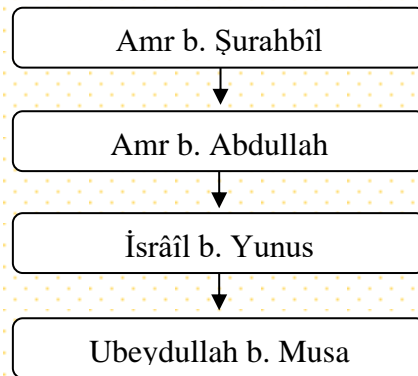 Amr b. Şurahbîl
Amr b. Abdullah
İsrâîl b. Yunus
Ubeydullah b. Musa